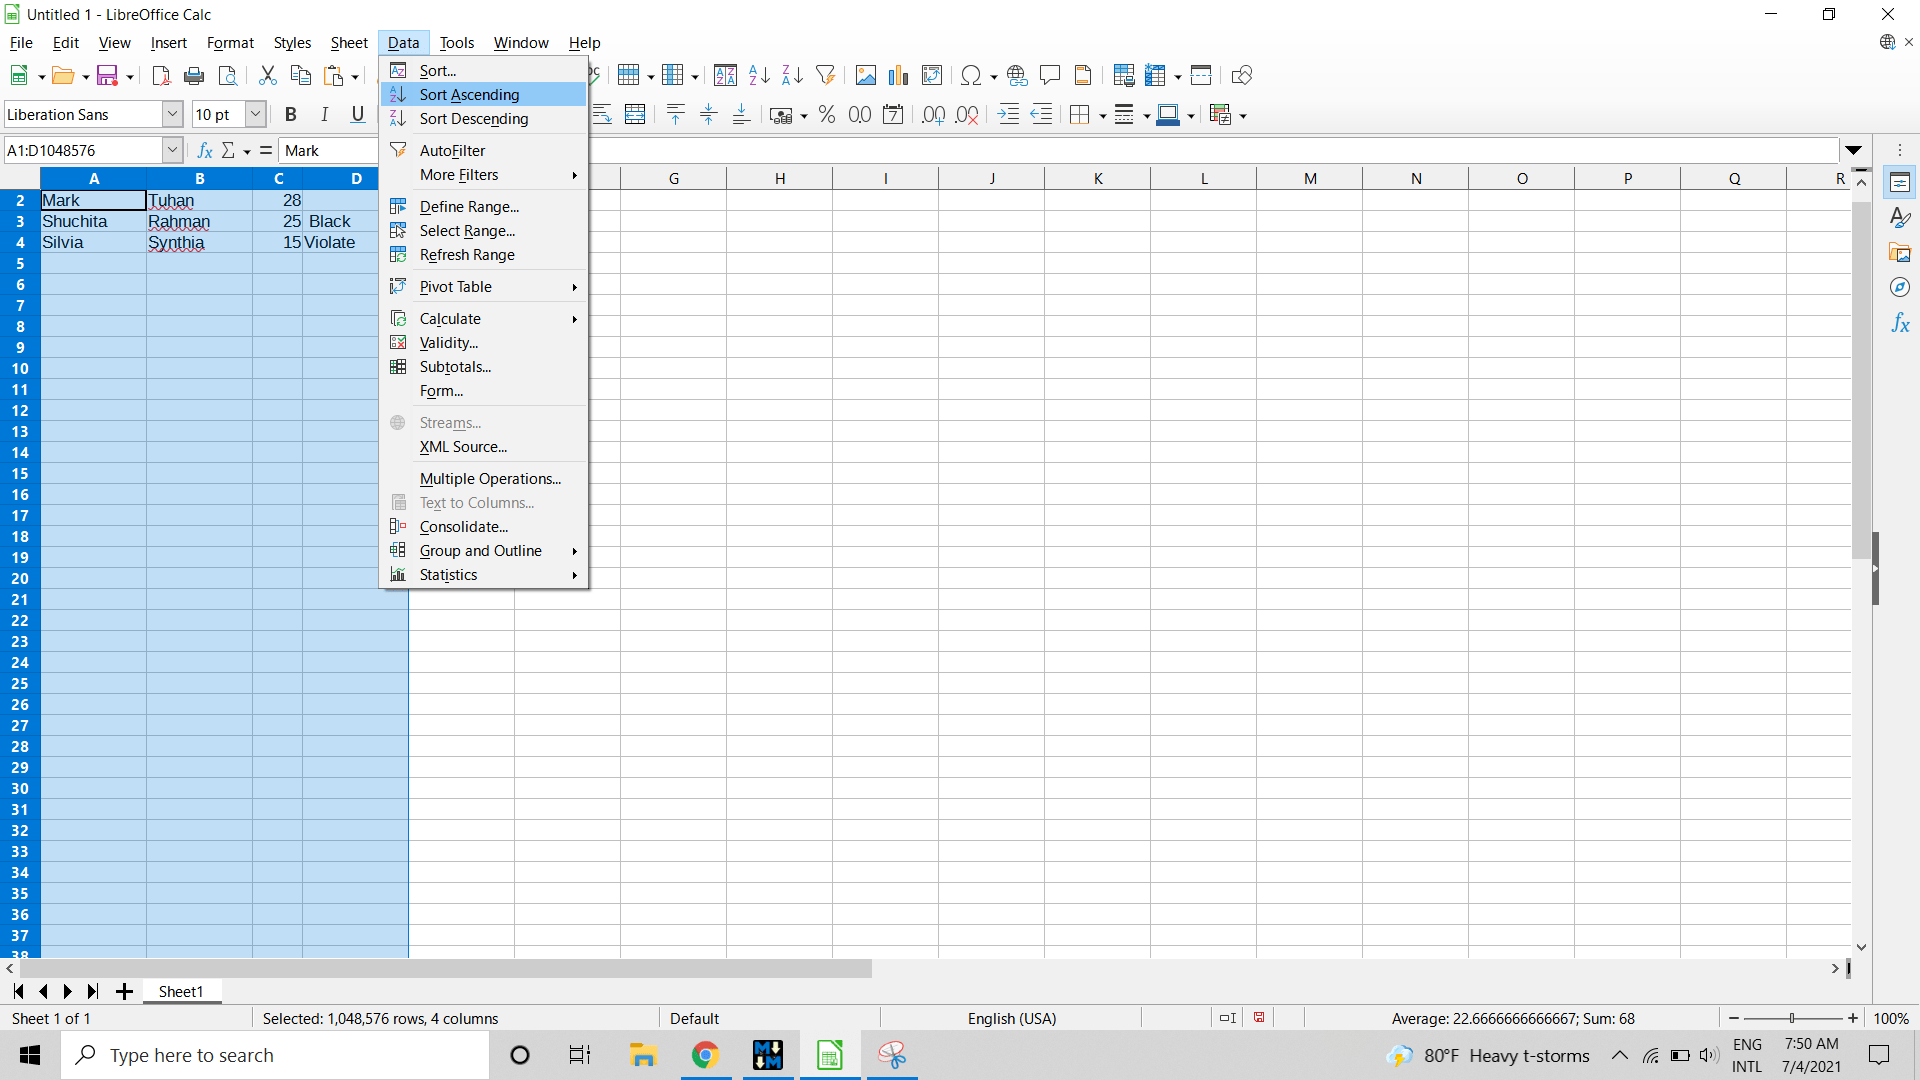 Untitled 1 - LibreOffice Calc
File Edit View Insert Format Styles Sheet Data Tools Window Help
Liberation Sans 10 pt B I U
A1:D1048576 fx Σ = Mark
Sort...
Sort Ascending
Sort Descending
AutoFilter
More Filters
Define Range...
Select Range...
Refresh Range
Pivot Table
Calculate
Validity...
Subtotals...
Form...
Streams...
XML Source...
Multiple Operations...
Text to Columns...
Consolidate...
Group and Outline
Statistics
A B C D G H I J K L M N O P Q R
2 Mark Tuhan 28
3 Shuchita Rahman 25 Black
4 Silvia Synthia 15 Violate
5
6
7
8
9
10
11
12
13
14
15
16
17
18
19
20
21
22
23
24
25
26
27
28
29
30
31
32
33
34
35
36
37
38
Sheet1
Sheet 1 of 1 Selected: 1,048,576 rows, 4 columns Default English (USA) Average: 22.6666666666667; Sum: 68 100%
Type here to search
80°F Heavy t-storms
ENG
INTL
7:50 AM
7/4/2021